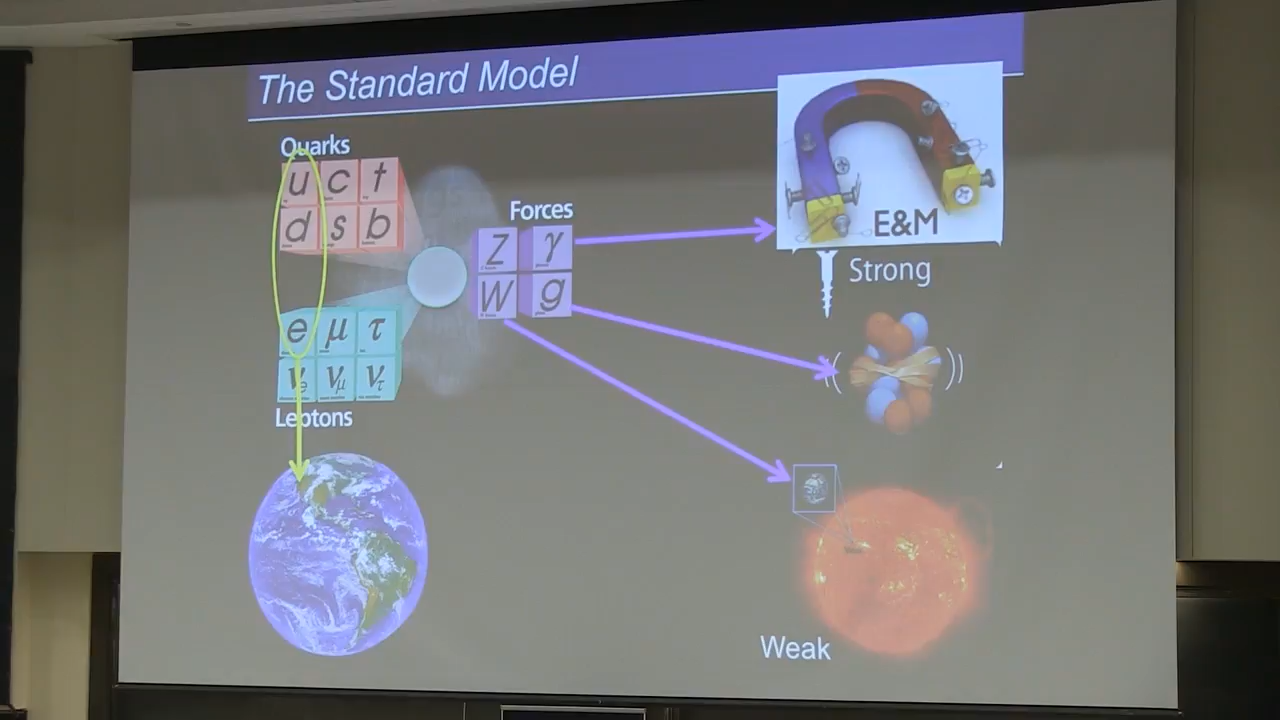 The Standard Model
Quarks
u c t
d s b
Forces
Z γ
W g
e μ τ
νe νμ ντ
Leptons
E&M
Strong
Weak